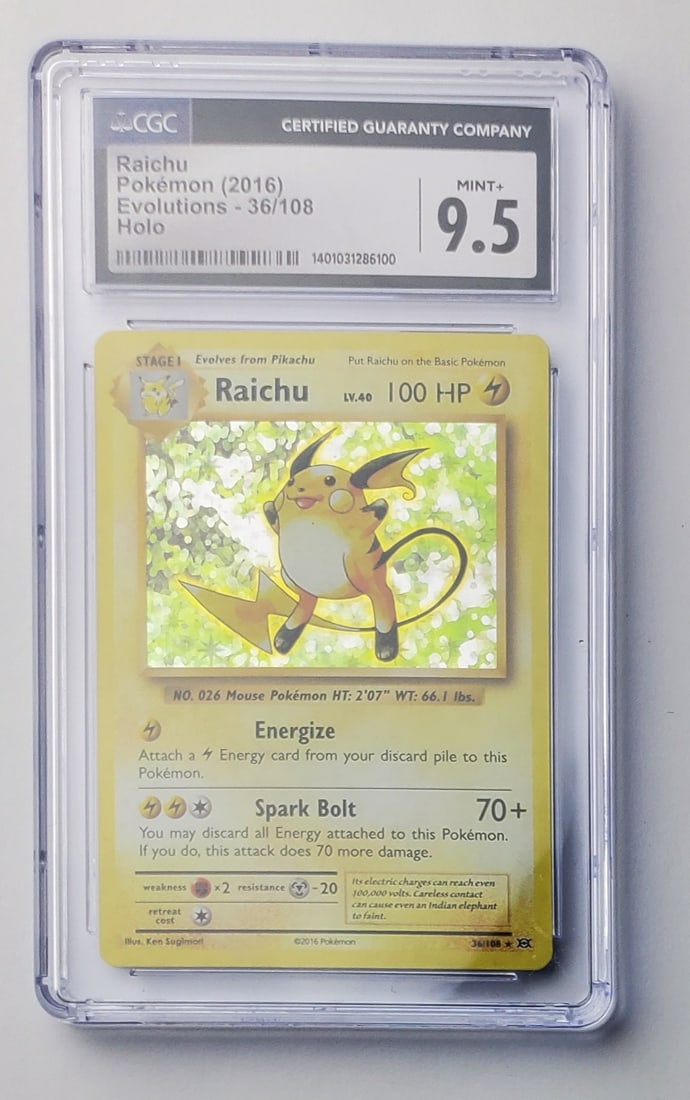 CGC
CERTIFIED GUARANTY COMPANY
Raichu
Pokémon (2016)
Evolutions - 36/108
Holo
MINT+
9.5
1401031286100
STAGE 1 Evolves from Pikachu Put Raichu on the Basic Pokémon
Raichu LV.40 100 HP
NO. 026 Mouse Pokémon HT: 2'07" WT: 66.1 lbs.
Energize
Attach a Energy card from your discard pile to this
Pokémon.
Spark Bolt 70+
You may discard all Energy attached to this Pokémon.
If you do, this attack does 70 more damage.
weakness ×2 resistance -20
retreat
cost
Its electric charges can reach even
100,000 volts. Careless contact
can cause even an Indian elephant
to faint.
Illus. Ken Sugimori ©2016 Pokémon 36/108 ★